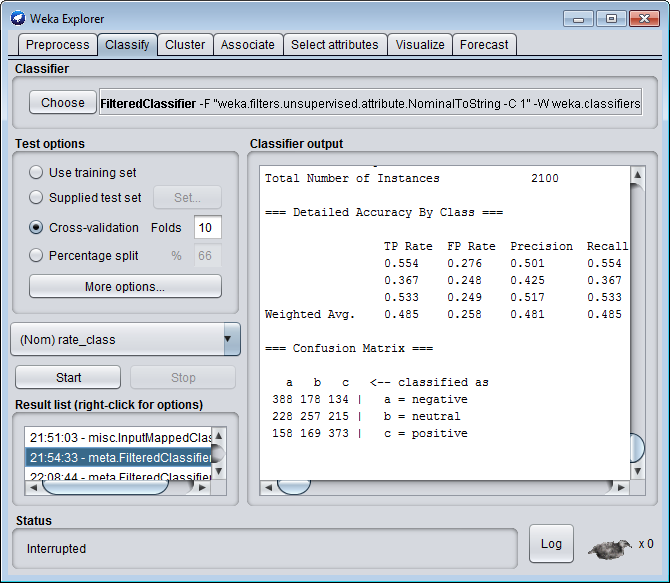 Weka Explorer
Preprocess Classify Cluster Associate Select attributes Visualize Forecast
Classifier
Choose FilteredClassifier -F "weka.filters.unsupervised.attribute.NominalToString -C 1" -W weka.classifiers
Test options
Use training set
Supplied test set Set...
Cross-validation Folds 10
Percentage split % 66
More options...
(Nom) rate_class
Start Stop
Result list (right-click for options)
21:51:03 - misc.InputMappedClas
21:54:33 - meta.FilteredClassifier
22:08:44 - meta.FilteredClassifier
Classifier output
Total Number of Instances 2100
=== Detailed Accuracy By Class ===
TP Rate FP Rate Precision Recall
0.554 0.276 0.501 0.554
0.367 0.248 0.425 0.367
0.533 0.249 0.517 0.533
Weighted Avg. 0.485 0.258 0.481 0.485
=== Confusion Matrix ===
a b c <-- classified as
388 178 134 | a = negative
228 257 215 | b = neutral
158 169 373 | c = positive
Status
Interrupted
Log
x 0